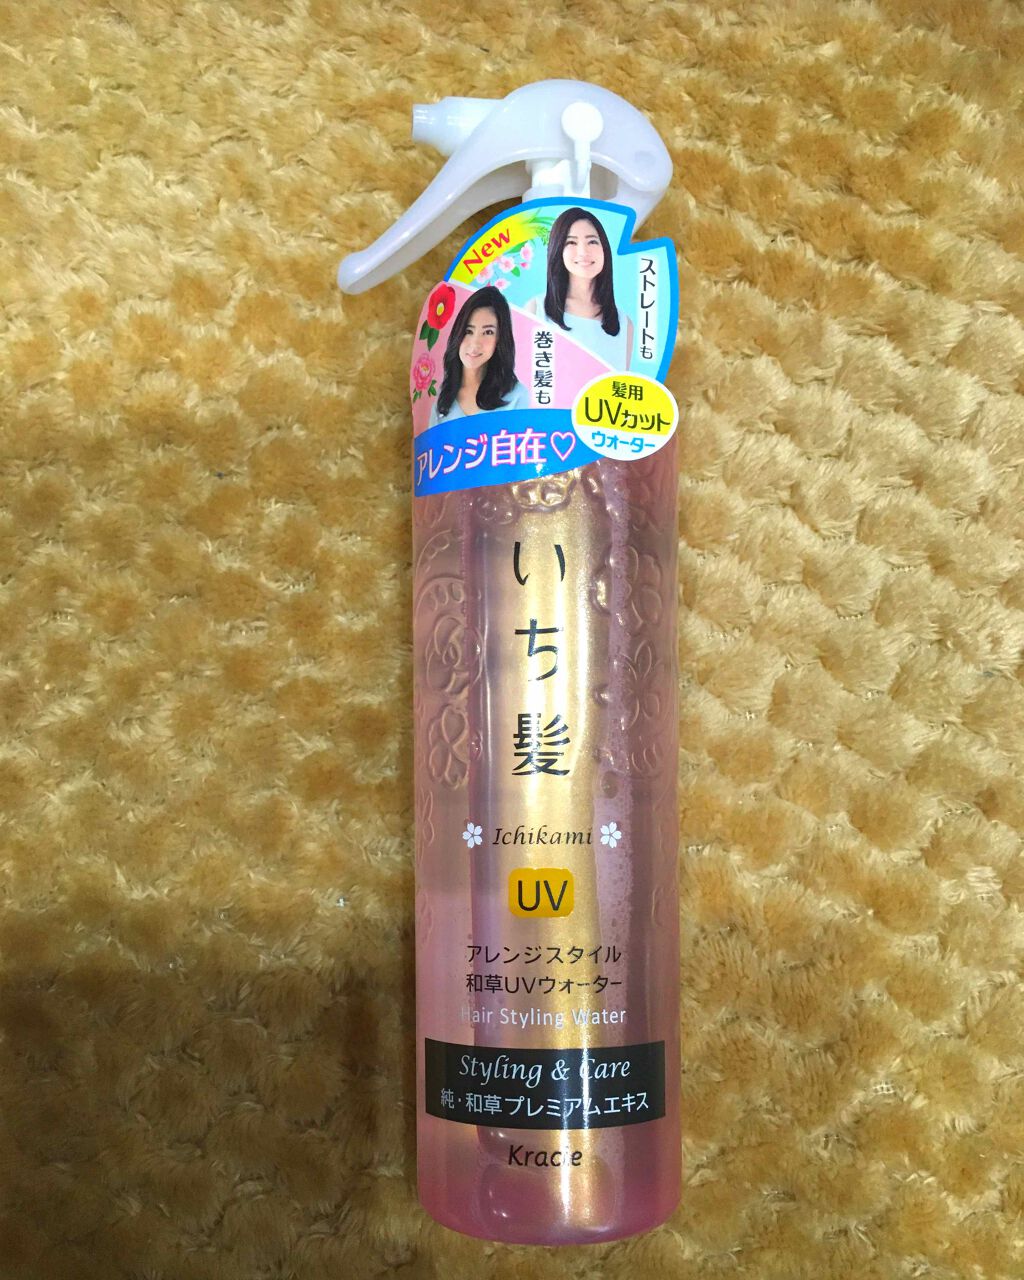 New
ストレートも
巻き髪も
髪用
UVカット
ウォーター
アレンジ自在♡
いち髪
Ichikami
UV
アレンジスタイル
和草UVウォーター
Hair Styling Water
Styling & Care
純・和草プレミアムエキス
Kracie